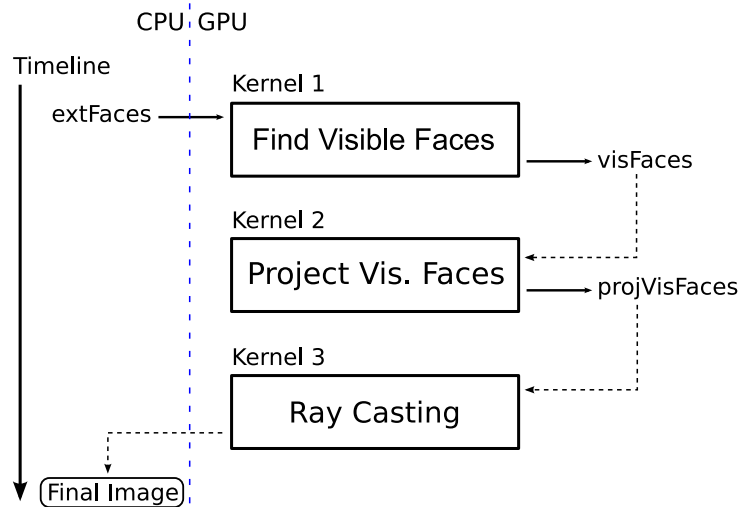 CPU GPU
Timeline
Kernel 1
extFaces
Find Visible Faces
visFaces
Kernel 2
Project Vis. Faces
projVisFaces
Kernel 3
Ray Casting
Final Image